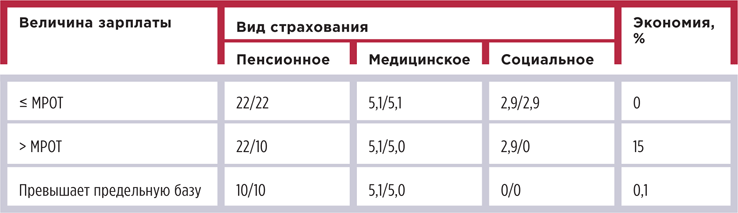 Величина зарплаты Вид страхования Экономия, %
Пенсионное Медицинское Социальное
≤ МРОТ 22/22 5,1/5,1 2,9/2,9 0
> МРОТ 22/10 5,1/5,0 2,9/0 15
Превышает предельную базу 10/10 5,1/5,0 0/0 0,1